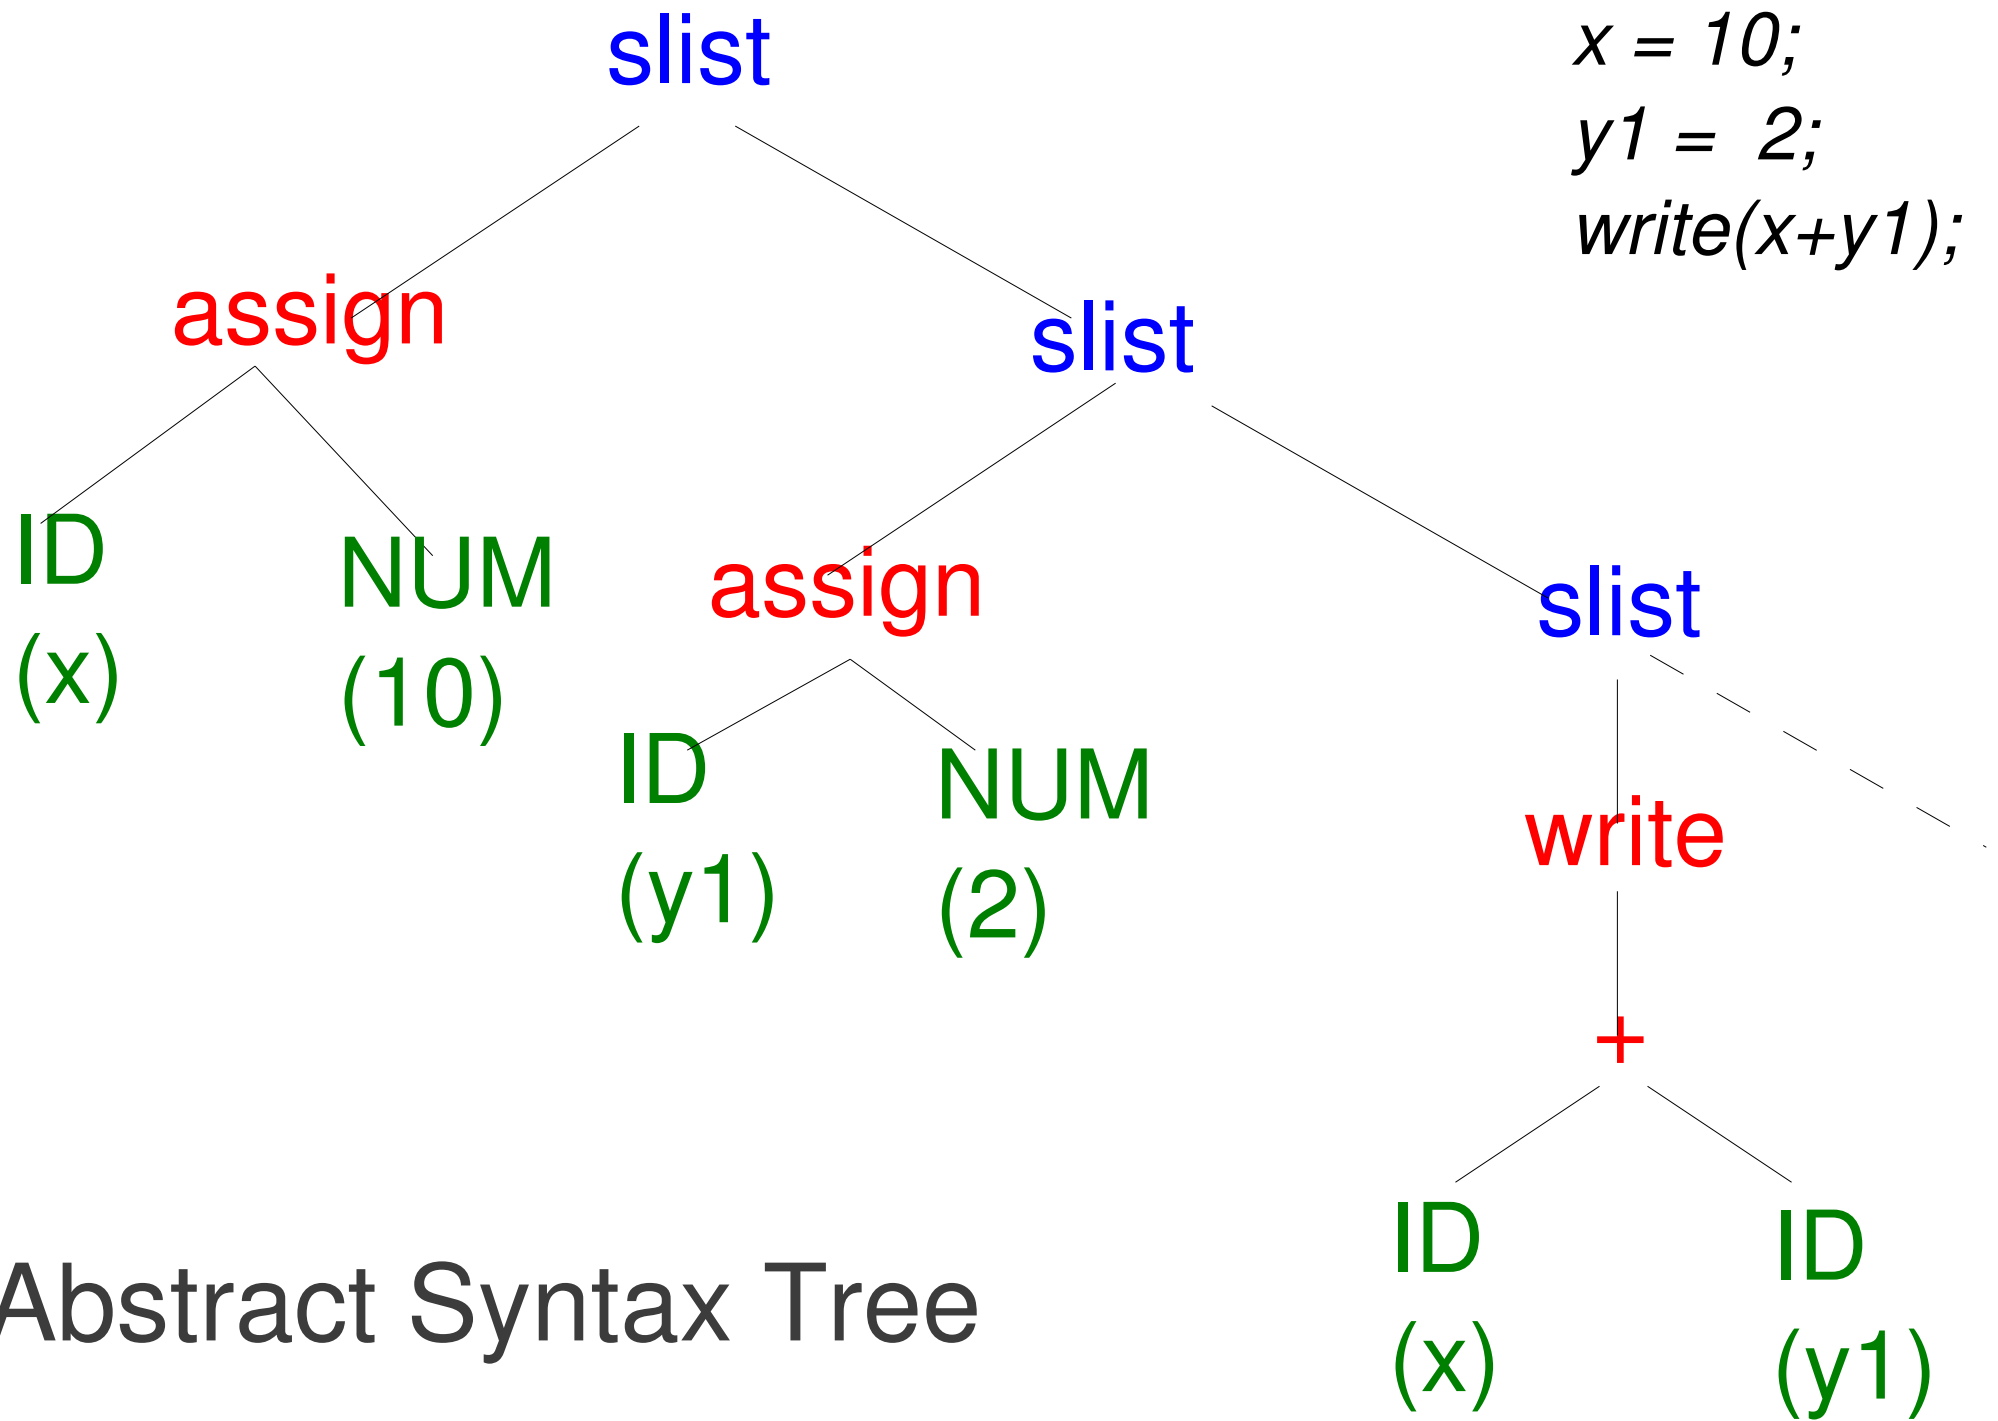 slist
x = 10;
y1 = 2;
write(x+y1);
assign
slist
ID
(x)
NUM
(10)
assign
slist
ID
(y1)
NUM
(2)
write
+
ID
(x)
ID
(y1)
Abstract Syntax Tree